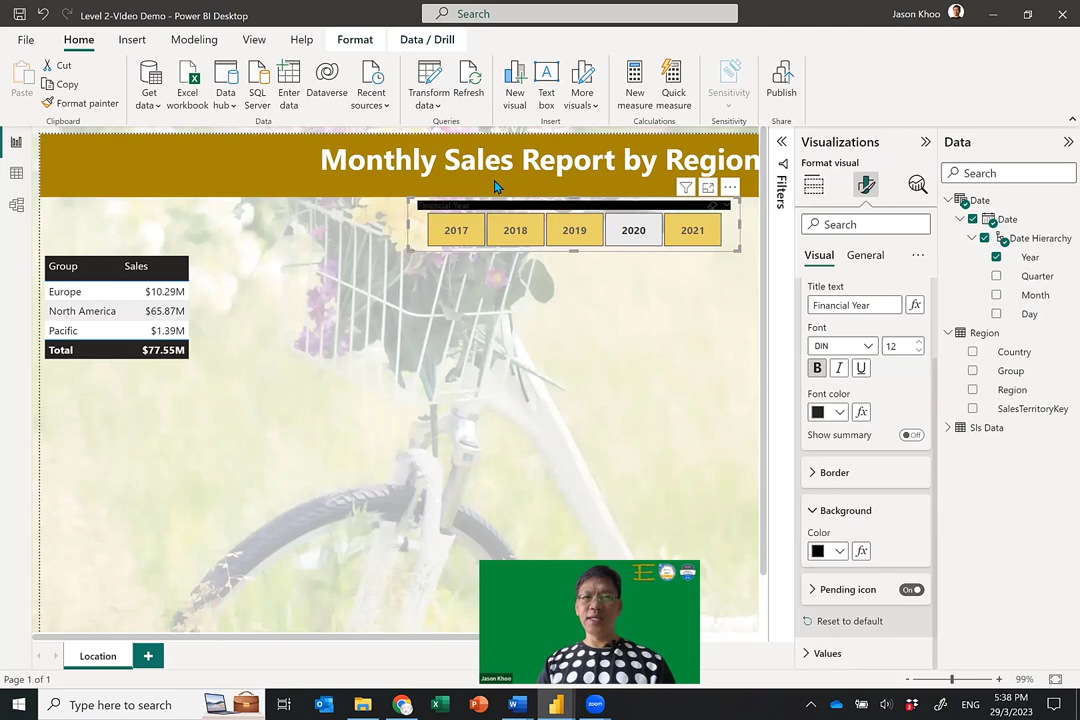 Level 2-Video Demo - Power BI Desktop
Search
Jason Khoo
File
Home
Insert
Modeling
View
Help
Format
Data / Drill
Paste
Cut
Copy
Format painter
Clipboard
Get data
Excel workbook
Data hub
SQL Server
Enter data
Dataverse
Recent sources
Data
Transform data
Refresh
Queries
New visual
Text box
More visuals
Insert
New measure
Quick measure
Calculations
Sensitivity
Sensitivity
Publish
Share
Monthly Sales Report by Region
Financial Year
2017
2018
2019
2020
2021
Group Sales
Europe $10.29M
North America $65.87M
Pacific $1.39M
Total $77.55M
Jason Khoo
Filters
Visualizations
Format visual
Search
Visual
General
Title text
Financial Year
fx
Font
DIN
12
B I U
Font color
fx
Show summary
Off
Border
Background
Color
fx
Pending icon
On
Reset to default
Values
Data
Search
Date
Date
Date Hierarchy
Year
Quarter
Month
Day
Region
Country
Group
Region
SalesTerritoryKey
Sls Data
Location
Page 1 of 1
99%
Type here to search
zoom
ENG
5:38 PM
29/3/2023